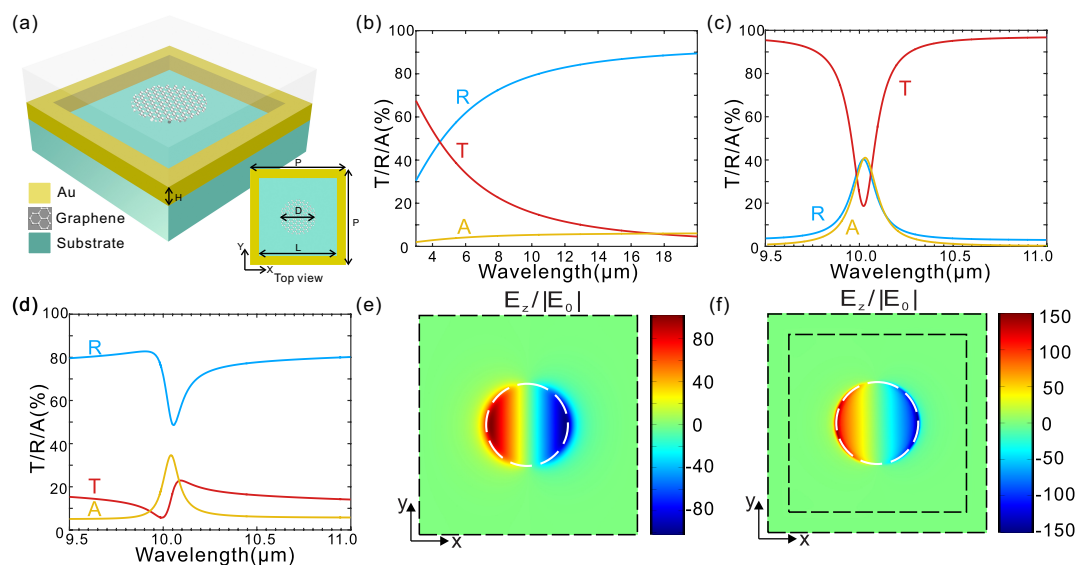 (a)
H
Au
Graphene
Substrate
P
D
P
L
Y
X
Top view
(b)
T/R/A(%)
100
80
60
40
20
0
R
T
A
4 6 8 10 12 14 16 18
Wavelength(μm)
(c)
T/R/A(%)
100
80
60
40
20
0
T
R
A
9.5 10.0 10.5 11.0
Wavelength(μm)
(d)
T/R/A(%)
100
80
60
40
20
0
R
T
A
9.5 10.0 10.5 11.0
Wavelength(μm)
(e)
E_z/|E_0|
80
40
0
-40
-80
y
x
(f)
E_z/|E_0|
150
100
50
0
-50
-100
-150
y
x